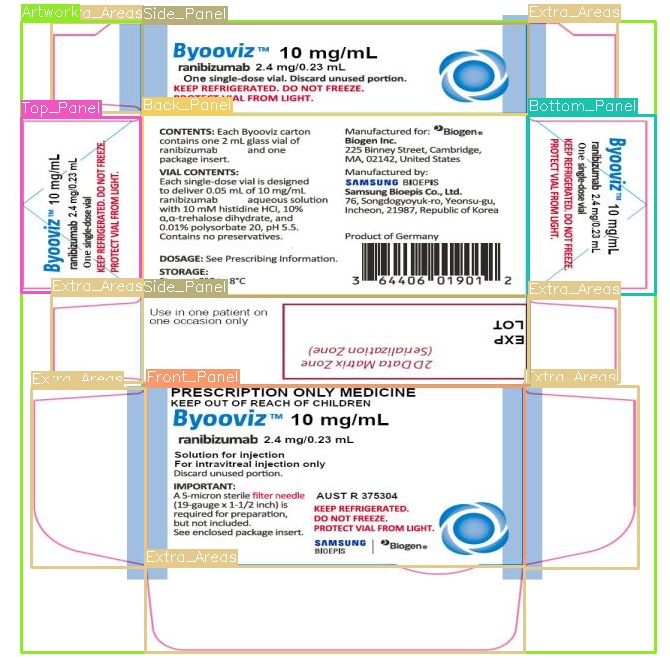 Artwork
ra_Areas
Side_Panel
Extra_Areas
Byooviz™ 10 mg/mL
ranibizumab 2.4 mg/0.23 mL
One single-dose vial. Discard unused portion.
KEEP REFRIGERATED. DO NOT FREEZE.
PROTECT VIAL FROM LIGHT.
Top_Panel
Back_Panel
Bottom_Panel
Byooviz™ 10 mg/mL
ranibizumab 2.4 mg/0.23 mL
One single-dose vial
KEEP REFRIGERATED. DO NOT FREEZE.
PROTECT VIAL FROM LIGHT.
CONTENTS: Each Byooviz carton
contains one 2 mL glass vial of
ranibizumab and one
package insert.
VIAL CONTENTS:
Each single-dose vial is designed
to deliver 0.05 mL of 10 mg/mL
ranibizumab aqueous solution
with 10 mM histidine HCl, 10%
α,α-trehalose dihydrate, and
0.01% polysorbate 20, pH 5.5.
Contains no preservatives.
DOSAGE: See Prescribing Information.
STORAGE:
8°C
Manufactured for: Biogen®
Biogen Inc.
225 Binney Street, Cambridge,
MA, 02142, United States
Manufactured by:
SAMSUNG BIOEPIS
Samsung Bioepis Co., Ltd.
76, Songdogyoyuk-ro, Yeonsu-gu,
Incheon, 21987, Republic of Korea
Product of Germany
3 64406 01901 2
Byooviz™ 10 mg/mL
ranibizumab 2.4 mg/0.23 mL
One single-dose vial
KEEP REFRIGERATED. DO NOT FREEZE.
PROTECT VIAL FROM LIGHT.
Extra_Areas
Side_Panel
Extra_Areas
Use in one patient on
one occasion only
2D Data Matrix Zone
(Serialization Zone)
EXP
LOT
Extra_Areas
Front_Panel
Extra_Areas
PRESCRIPTION ONLY MEDICINE
KEEP OUT OF REACH OF CHILDREN
Byooviz™ 10 mg/mL
ranibizumab 2.4 mg/0.23 mL
Solution for injection
For intravitreal injection only
Discard unused portion.
IMPORTANT:
A 5-micron sterile filter needle
(19-gauge x 1-1/2 inch) is
required for preparation,
but not included.
See enclosed package insert.
AUST R 375304
KEEP REFRIGERATED.
DO NOT FREEZE.
PROTECT VIAL FROM LIGHT.
SAMSUNG
BIOEPIS
Biogen®
Extra_Areas